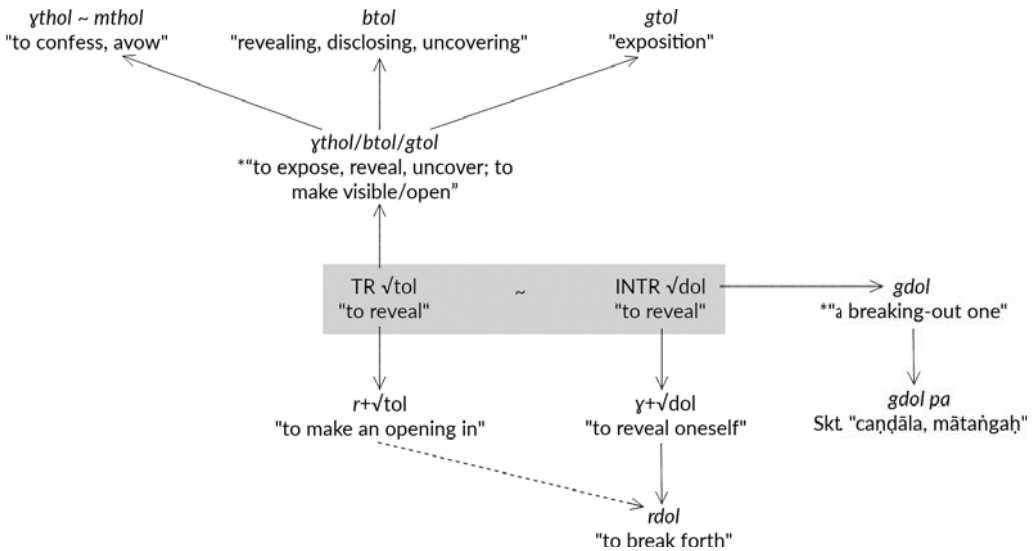 ɣthol ~ mthol
"to confess, avow"
btol
"revealing, disclosing, uncovering"
gtol
"exposition"
ɣthol/btol/gtol
*“to expose, reveal, uncover; to
make visible/open”
TR √tol
"to reveal"
~
INTR √dol
"to reveal"
gdol
*"a breaking-out one"
r+√tol
"to make an opening in"
ɣ+√dol
"to reveal oneself"
gdol pa
Skt. "caṇḍāla, mātaṅgaḥ"
rdol
"to break forth"